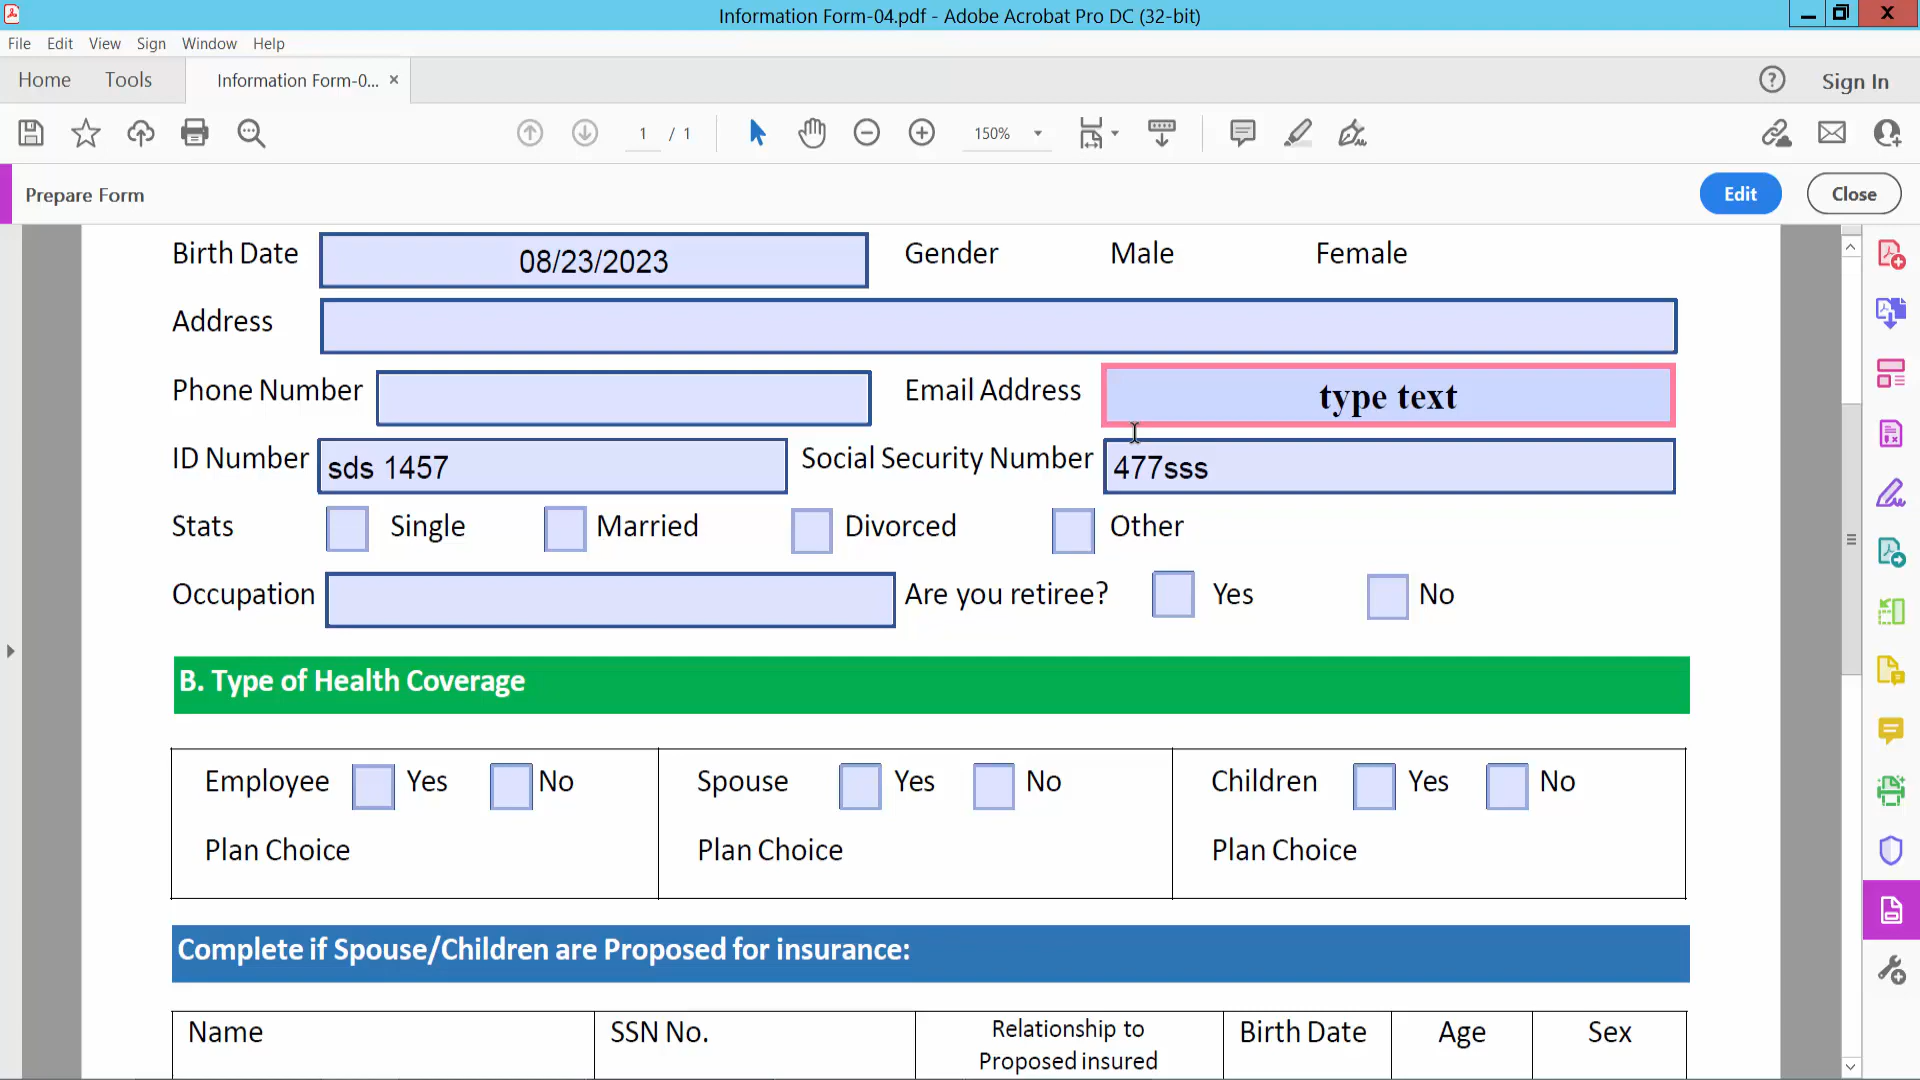 Information Form-04.pdf - Adobe Acrobat Pro DC (32-bit)
File Edit View Sign Window Help
Home Tools Information Form-0... × Sign In
1 / 1 150%
Prepare Form Edit Close
Birth Date 08/23/2023 Gender Male Female
Address
Phone Number Email Address type text
ID Number sds 1457 Social Security Number 477sss
Stats Single Married Divorced Other
Occupation Are you retiree? Yes No
B. Type of Health Coverage
Employee Yes No Spouse Yes No Children Yes No
Plan Choice Plan Choice Plan Choice
Complete if Spouse/Children are Proposed for insurance:
Name SSN No. Relationship to Birth Date Age Sex
Proposed insured